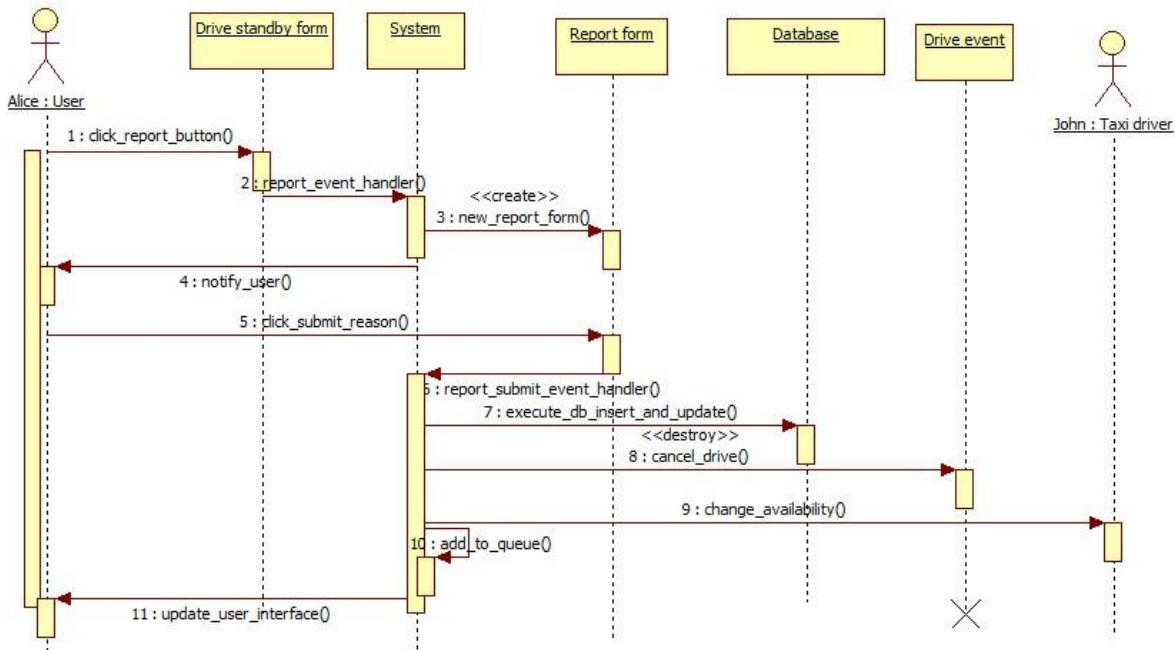 Drive standby form
System
Report form
Database
Drive event
Alice : User
John : Taxi driver
1 : click_report_button()
2 : report_event_handler()
<<create>>
3 : new_report_form()
4 : notify_user()
5 : click_submit_reason()
6 : report_submit_event_handler()
7 : execute_db_insert_and_update()
<<destroy>>
8 : cancel_drive()
9 : change_availability()
10 : add_to_queue()
11 : update_user_interface()